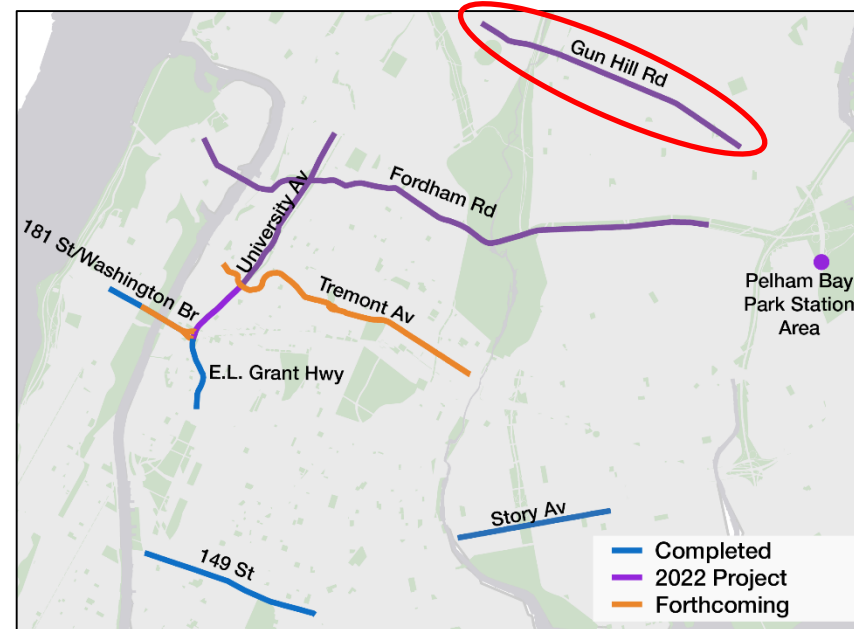 Gun Hill Rd
Fordham Rd
University Av
181 St/Washington Br
Tremont Av
Pelham Bay
Park Station
Area
E.L. Grant Hwy
Story Av
149 St
Completed
2022 Project
Forthcoming